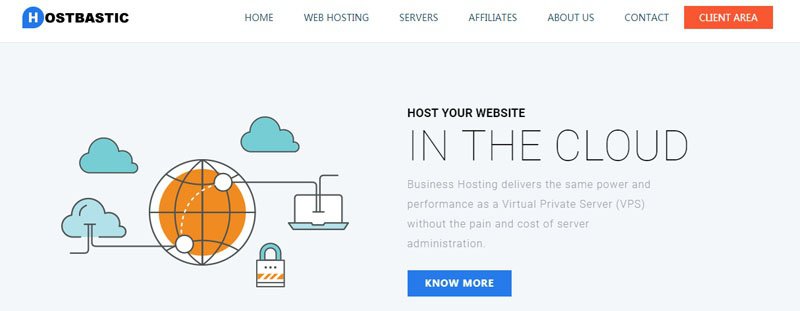 HOSTBASTIC HOME WEB HOSTING SERVERS AFFILIATES ABOUT US CONTACT CLIENT AREA
HOST YOUR WEBSITE
IN THE CLOUD
Business Hosting delivers the same power and
performance as a Virtual Private Server (VPS)
without the pain and cost of server
administration.
KNOW MORE